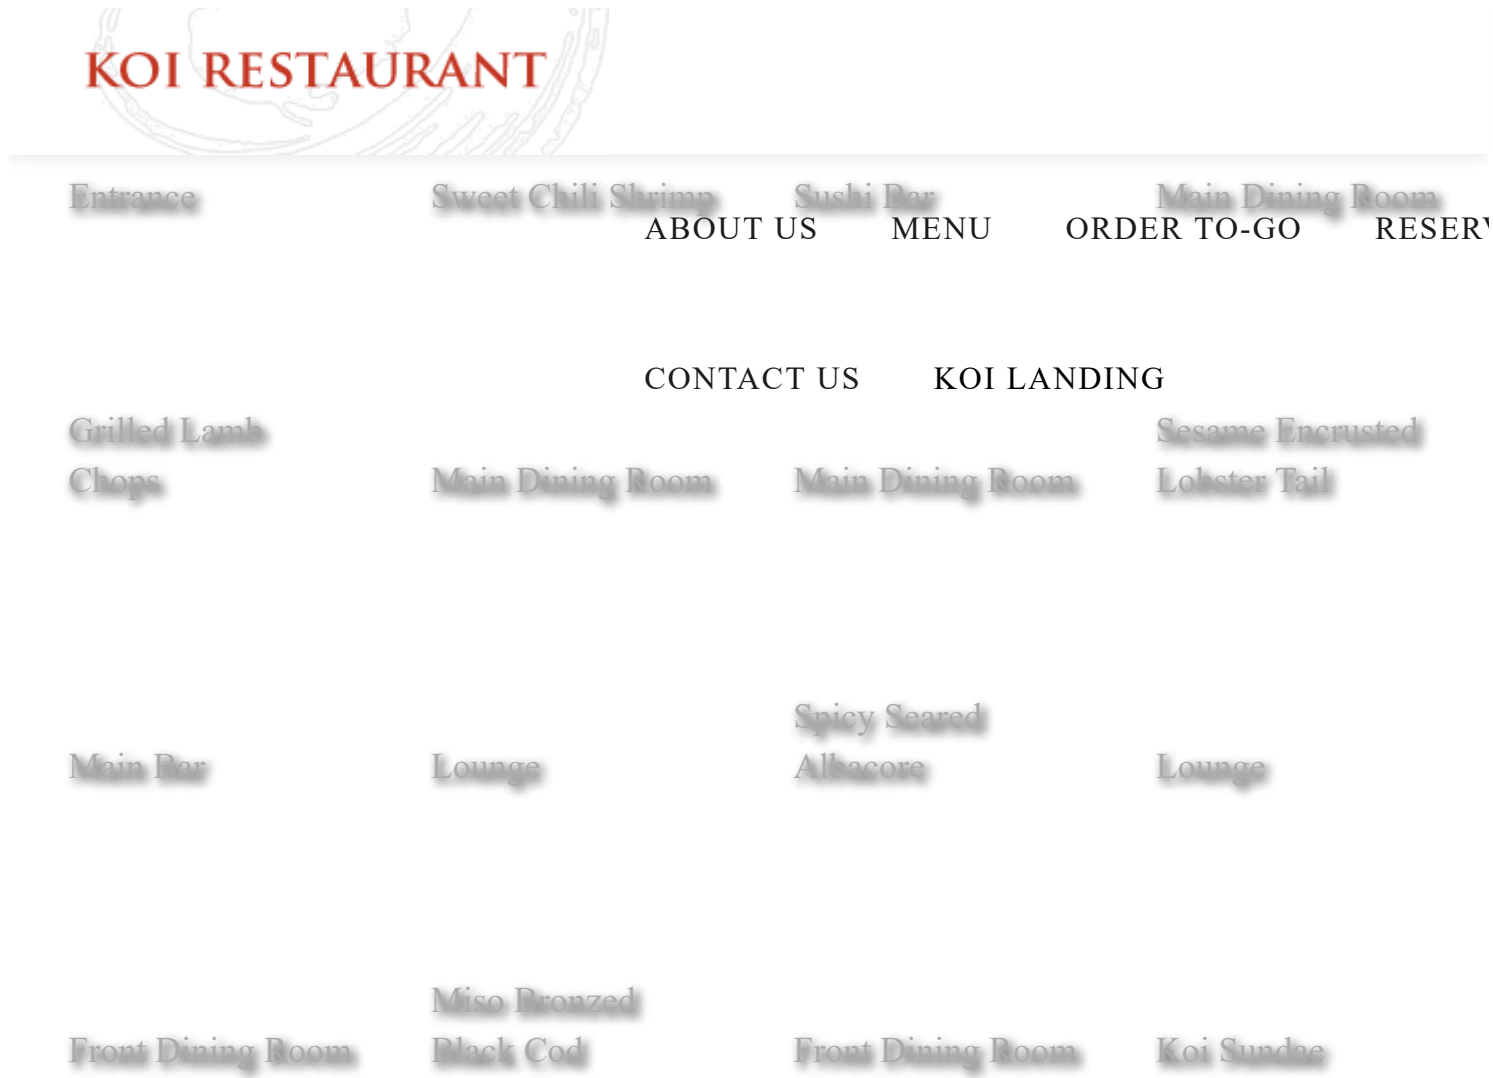 KOI RESTAURANT
Entrance
Sweet Chili Shrimp
Sushi Bar
Main Dining Room
ABOUT US
MENU
ORDER TO-GO
CONTACT US
KOI LANDING
Grilled Lamb
Chops
Main Dining Room
Main Dining Room
Sesame Encrusted
Lobster Tail
Main Bar
Lounge
Spicy Seared
Albacore
Lounge
Front Dining Room
Miso Bronzed
Black Cod
Front Dining Room
Koi Sundae